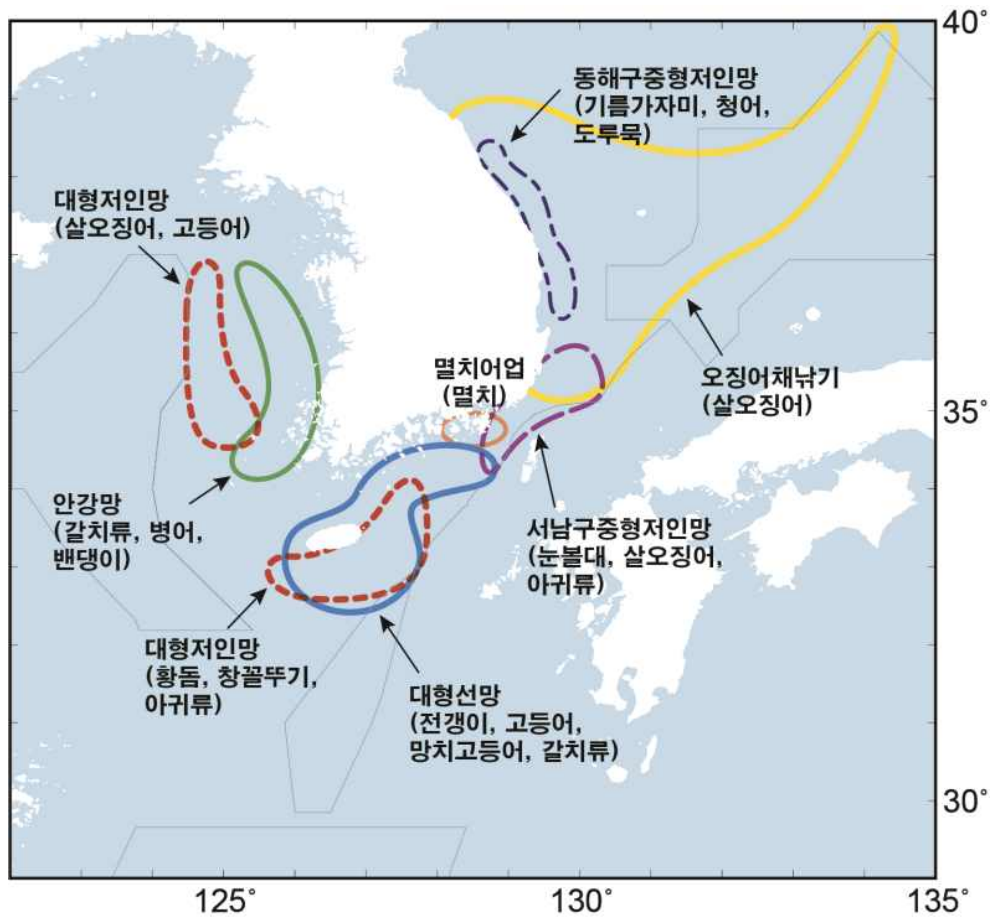 40°
동해구중형저인망
(기름가자미, 청어,
도루묵)
대형저인망
(살오징어, 고등어)
멸치어업
(멸치)
오징어채낚기
(살오징어)
35°
안강망
(갈치류, 병어,
밴댕이)
서남구중형저인망
(눈볼대, 살오징어,
아귀류)
대형저인망
(황돔, 창꼴뚜기,
아귀류)
대형선망
(전갱이, 고등어,
망치고등어, 갈치류)
30°
125°
130°
135°